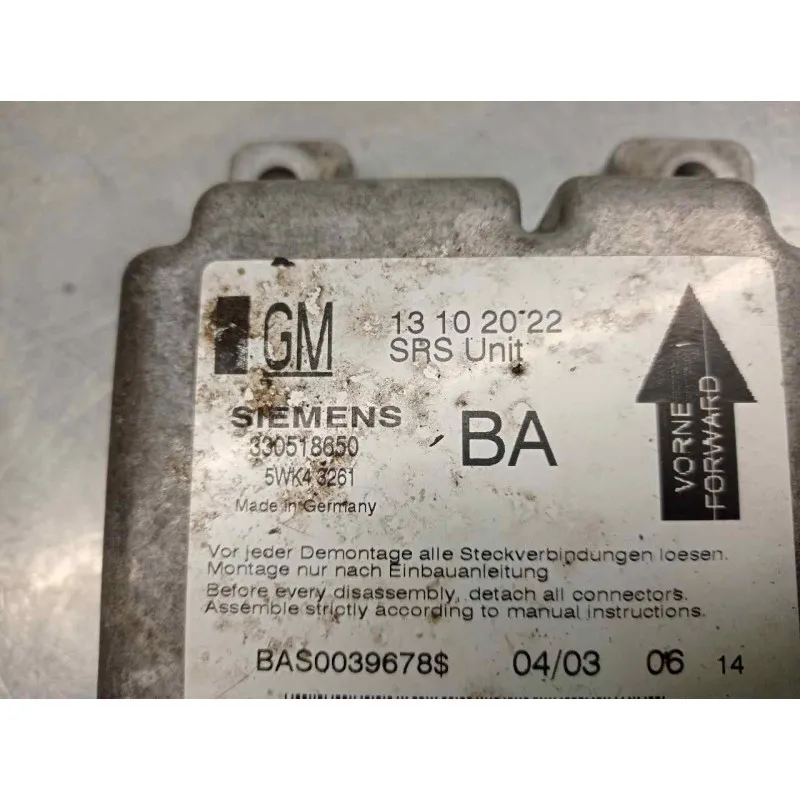 GM
13 10 20 22
SRS Unit
SIEMENS
330518650
5WK4 3261
Made in Germany
BA
VORNE
FORWARD
Vor jeder Demontage alle Steckverbindungen loesen.
Montage nur nach Einbauanleitung
Before every disassembly, detach all connectors.
Assemble strictly according to manual instructions.
BAS0039678$ 04/03 06 14